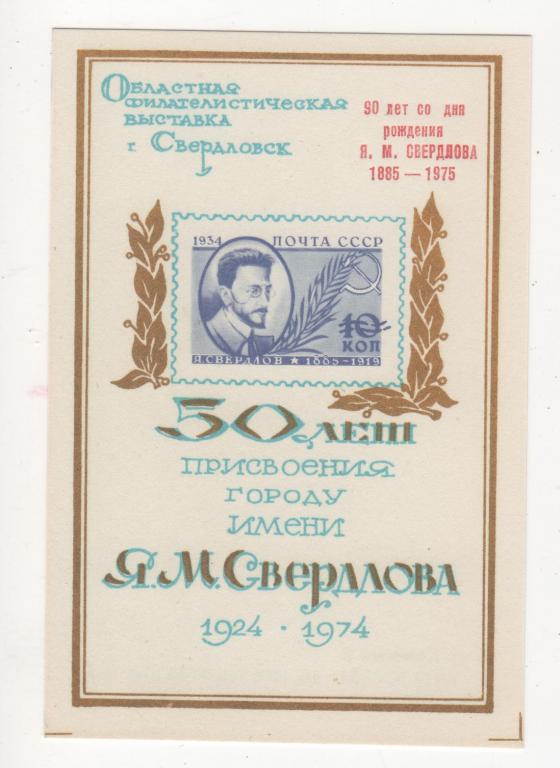 Областная
филателистическая
выставка
г. Свердловск
90 лет со дня
рождения
Я. М. СВЕРДЛОВА
1885 — 1975
1934 ПОЧТА СССР
10
КОП
Я.СВЕРДЛОВ ★ 1885-1919
50 лет
присвоения
городу
имени
Я.М.Свердлова
1924 · 1974